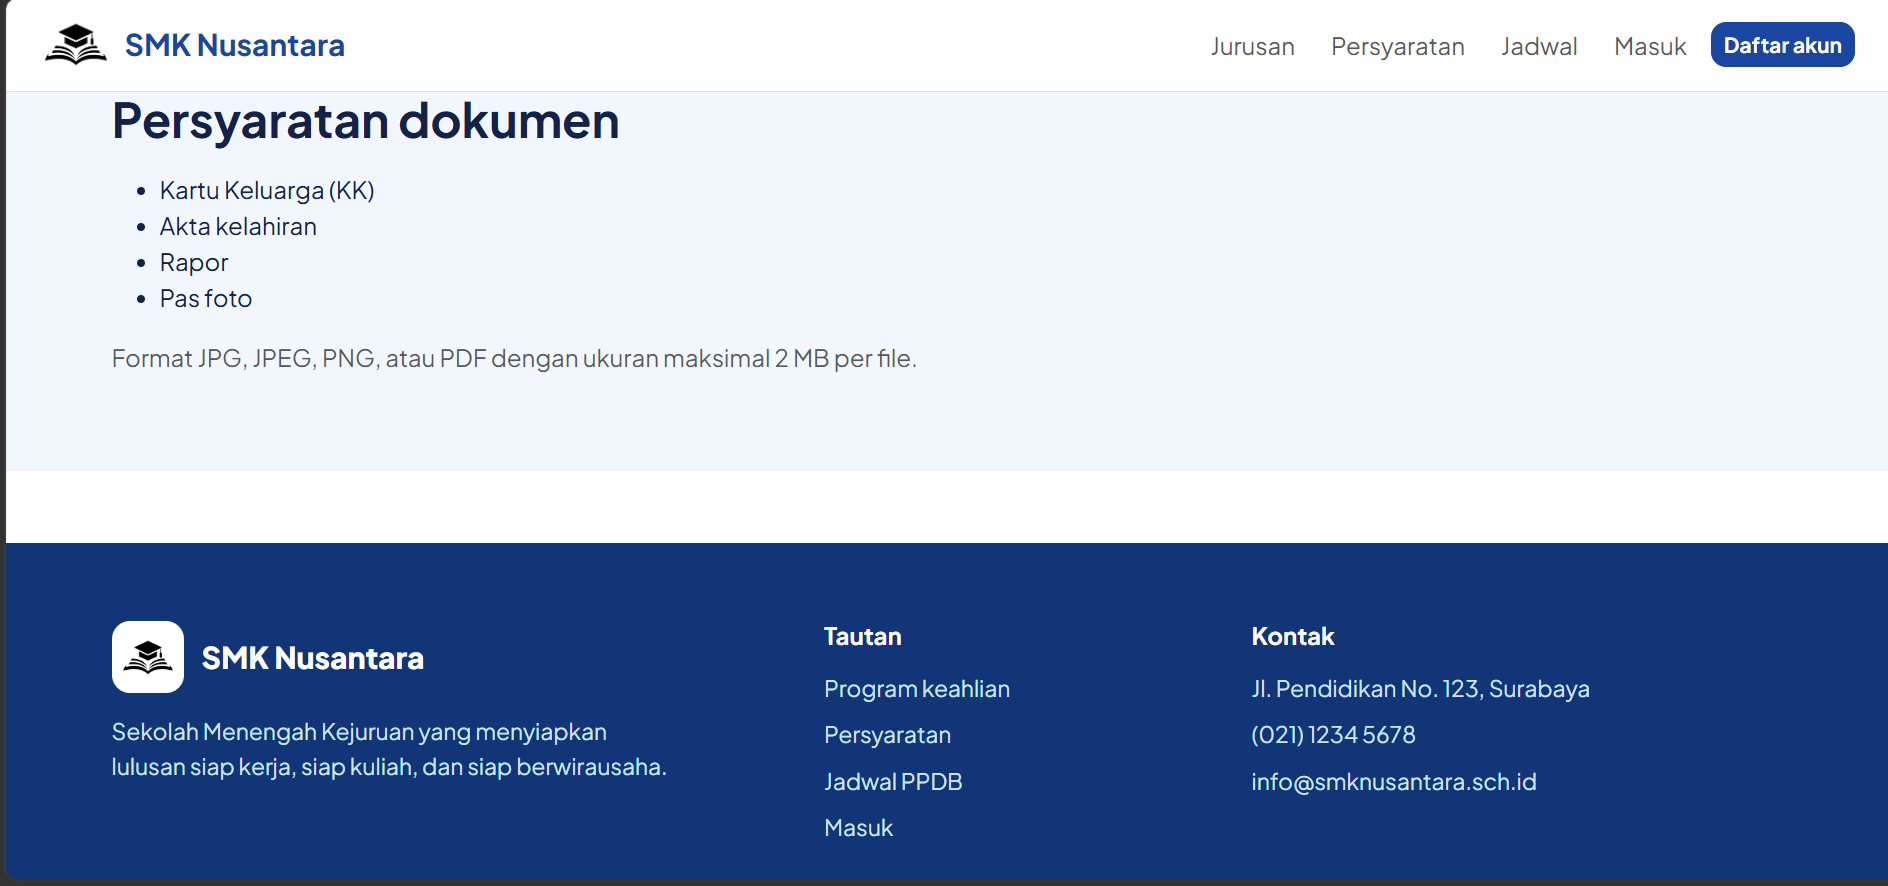 SMK Nusantara
Jurusan Persyaratan Jadwal Masuk Daftar akun
Persyaratan dokumen
Kartu Keluarga (KK)
Akta kelahiran
Rapor
Pas foto
Format JPG, JPEG, PNG, atau PDF dengan ukuran maksimal 2 MB per file.
SMK Nusantara
Sekolah Menengah Kejuruan yang menyiapkan
lulusan siap kerja, siap kuliah, dan siap berwirausaha.
Tautan
Program keahlian
Persyaratan
Jadwal PPDB
Masuk
Kontak
Jl. Pendidikan No. 123, Surabaya
(021) 1234 5678
info@smknusantara.sch.id